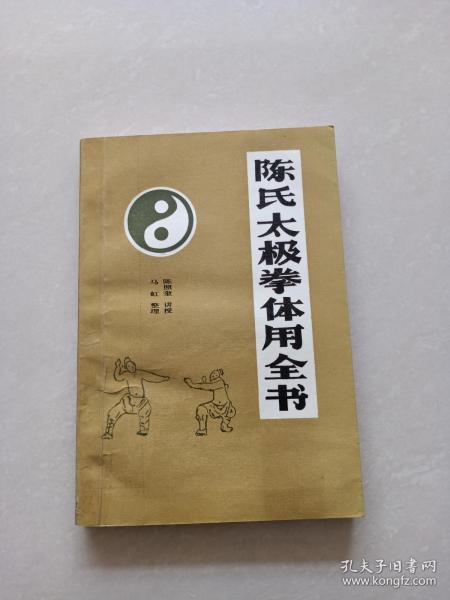 陈氏太极拳体用全书
陈照奎 讲授
马虹 整理
孔夫子旧书网
www.kongfz.com